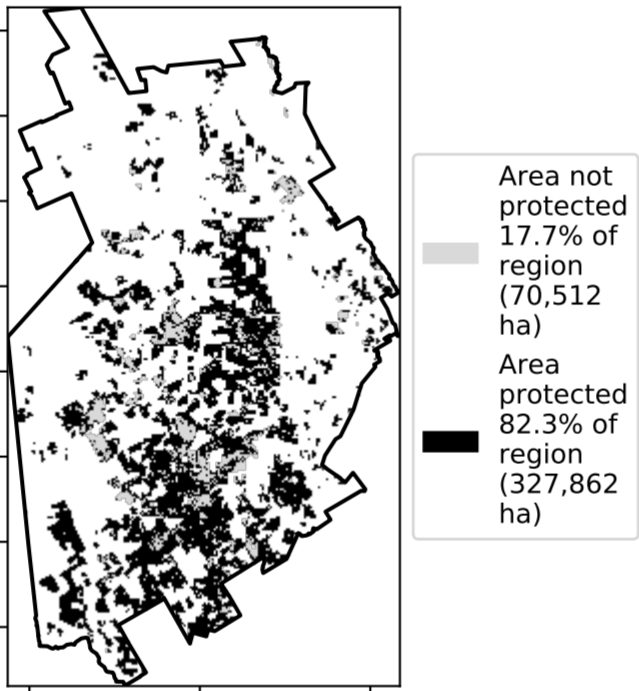 Area not
protected
17.7% of
region
(70,512
ha)
Area
protected
82.3% of
region
(327,862
ha)